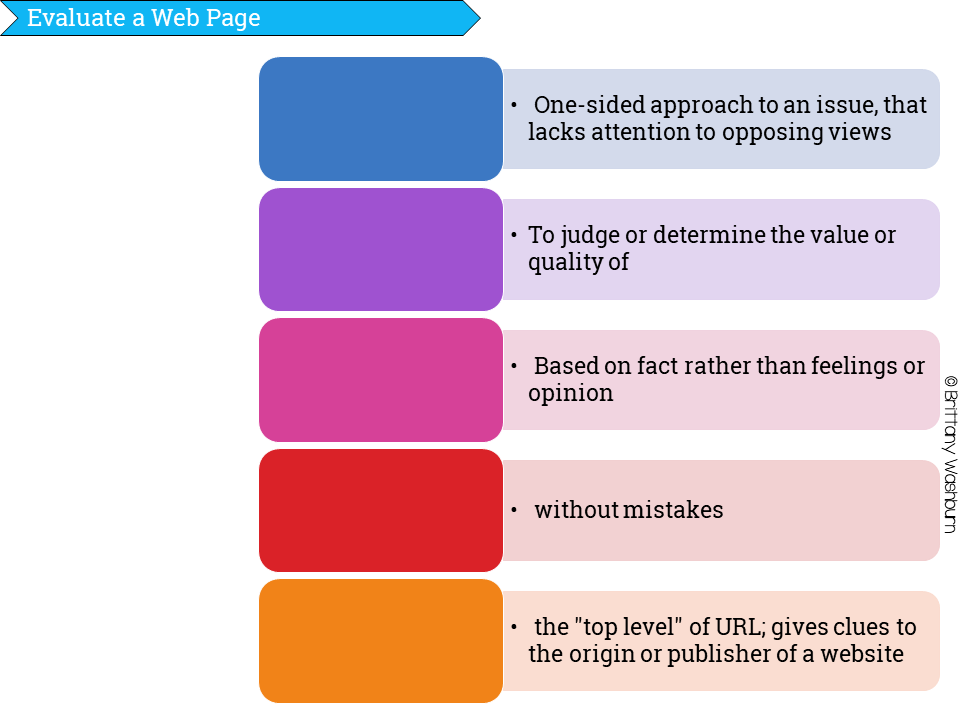 Evaluate a Web Page
• One-sided approach to an issue, that
lacks attention to opposing views
• To judge or determine the value or
quality of
• Based on fact rather than feelings or
opinion
• without mistakes
• the "top level" of URL; gives clues to
the origin or publisher of a website
© Brittany Washburn